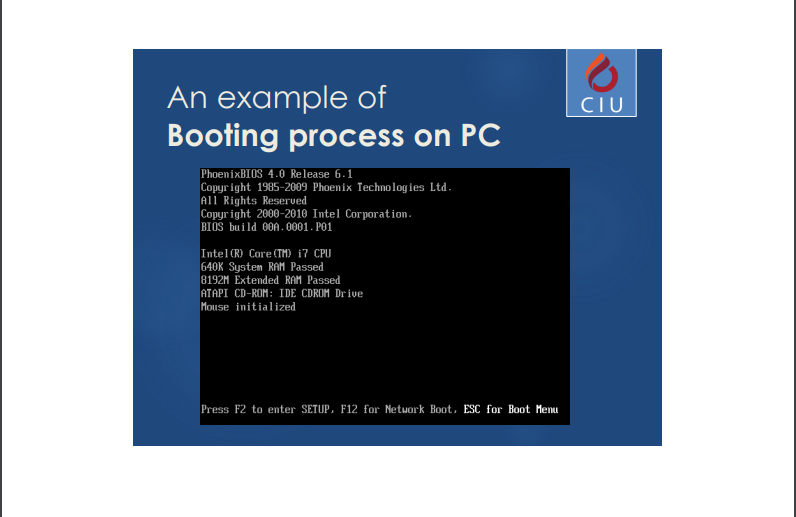 An example of
Booting process on PC
CIU
PhoenixBIOS 4.0 Release 6.1
Copyright 1985-2009 Phoenix Technologies Ltd.
All Rights Reserved
Copyright 2000-2010 Intel Corporation.
BIOS build 00A.0001.P01
Intel(R) Core(TM) i7 CPU
640K System RAM Passed
8192M Extended RAM Passed
ATAPI CD-ROM: IDE CDROM Drive
Mouse initialized
Press F2 to enter SETUP, F12 for Network Boot, ESC for Boot Menu